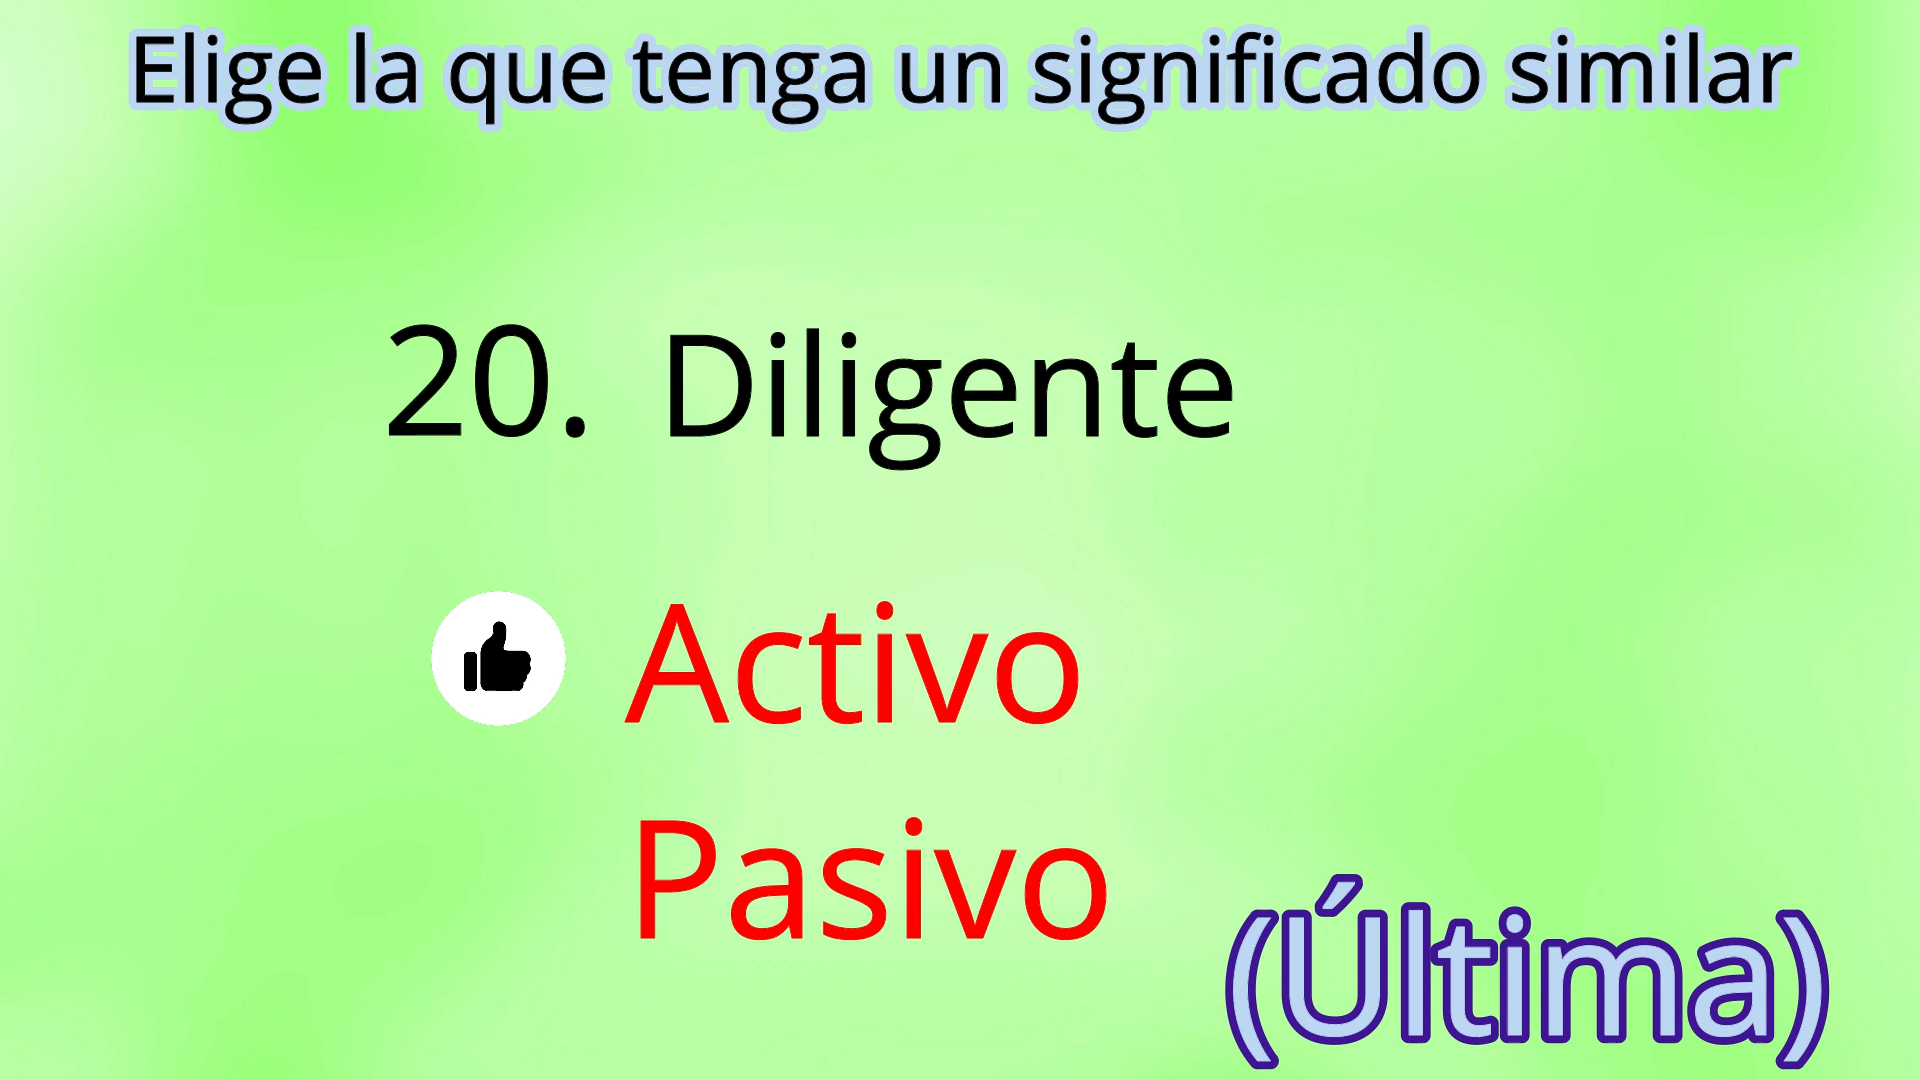 Elige la que tenga un significado similar
20. Diligente
Activo
Pasivo
(Última)